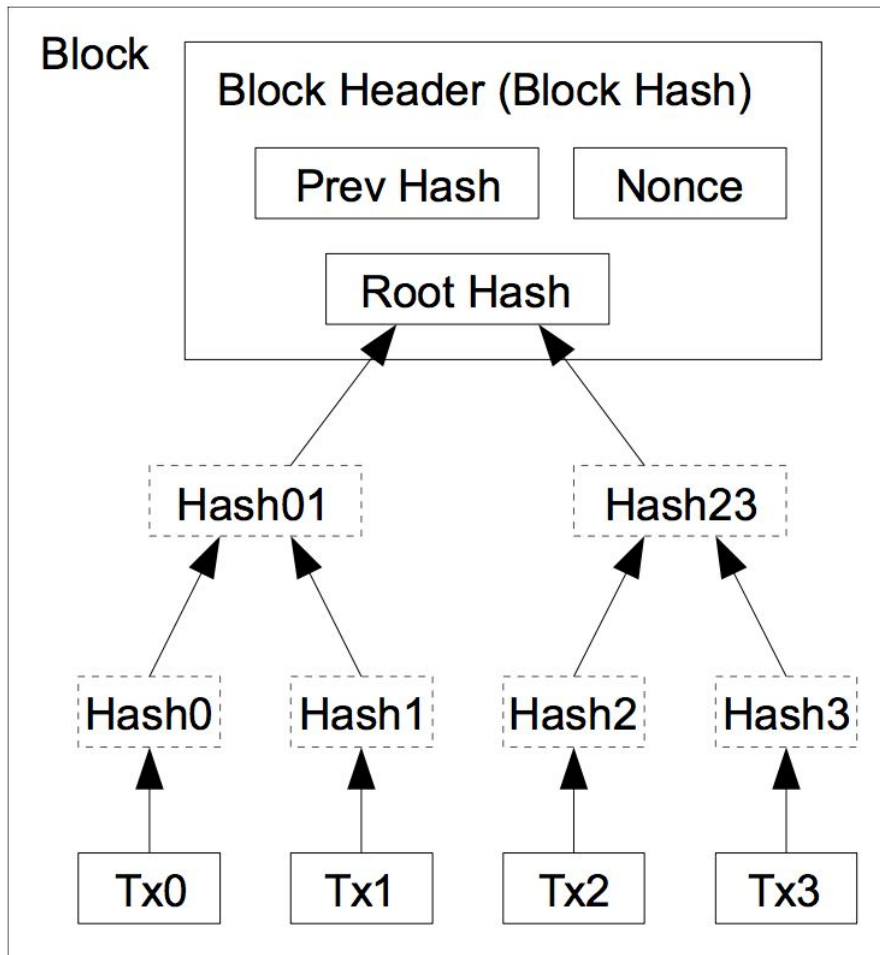 Block
Block Header (Block Hash)
Prev Hash Nonce
Root Hash
Hash01 Hash23
Hash0 Hash1 Hash2 Hash3
Tx0 Tx1 Tx2 Tx3